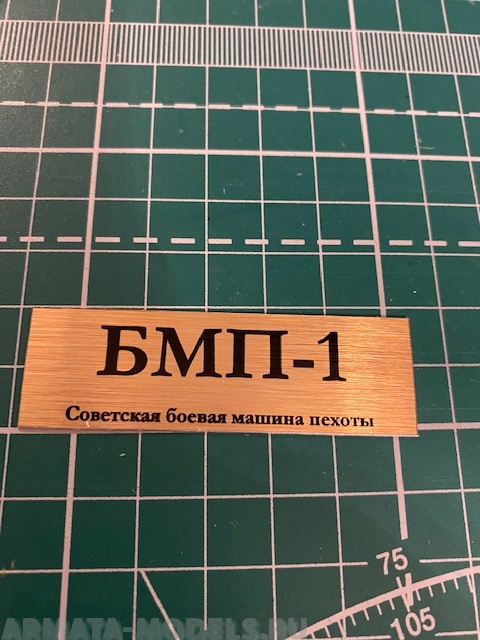 БМП-1
Советская боевая машина пехоты
75
105
ARMATA-MODELS.RU